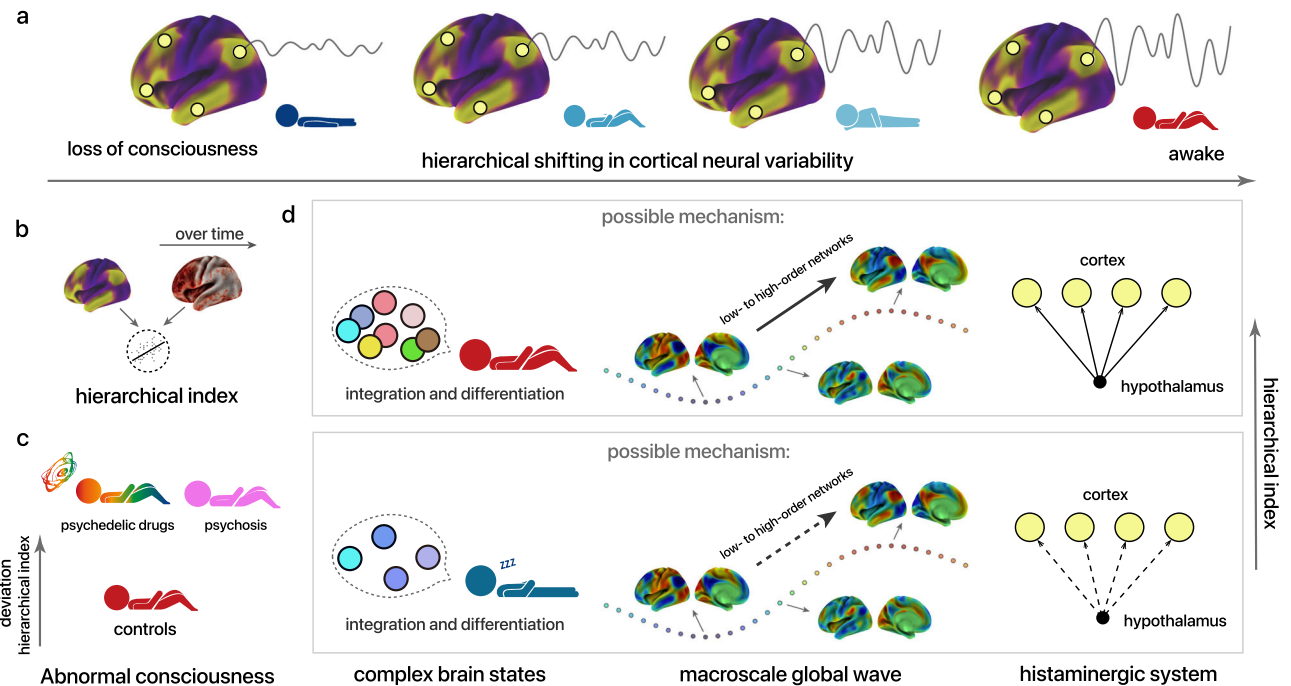 a
loss of consciousness
hierarchical shifting in cortical neural variability
awake
b
over time
hierarchical index
c
psychedelic drugs
psychosis
deviation
hierarchical index
controls
Abnormal consciousness
d
possible mechanism:
integration and differentiation
low- to high-order networks
cortex
hypothalamus
possible mechanism:
zzz
integration and differentiation
low- to high-order networks
cortex
hypothalamus
hierarchical index
complex brain states
macroscale global wave
histaminergic system